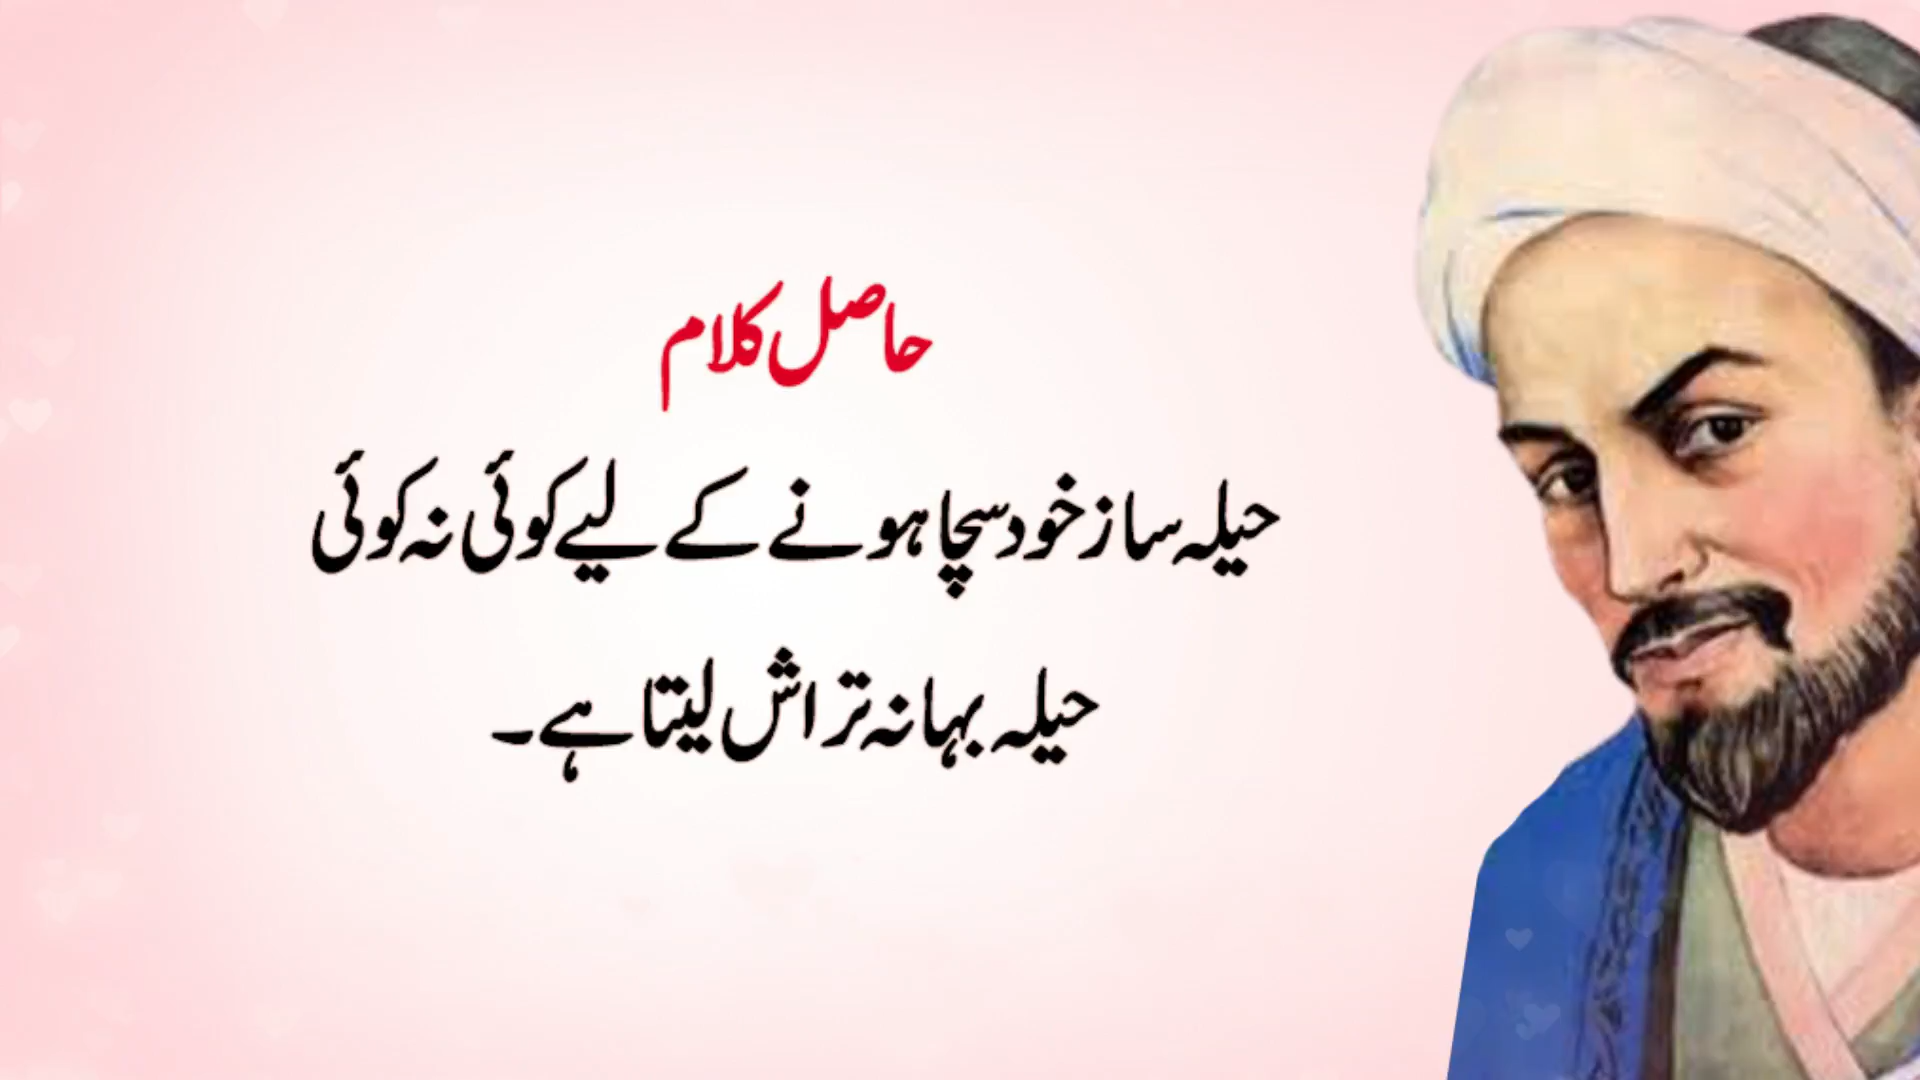 حاصل کلام
حیلہ ساز خود سچا ہونے کے لیے کوئی نہ کوئی
حیلہ بہانہ تراش لیتا ہے۔